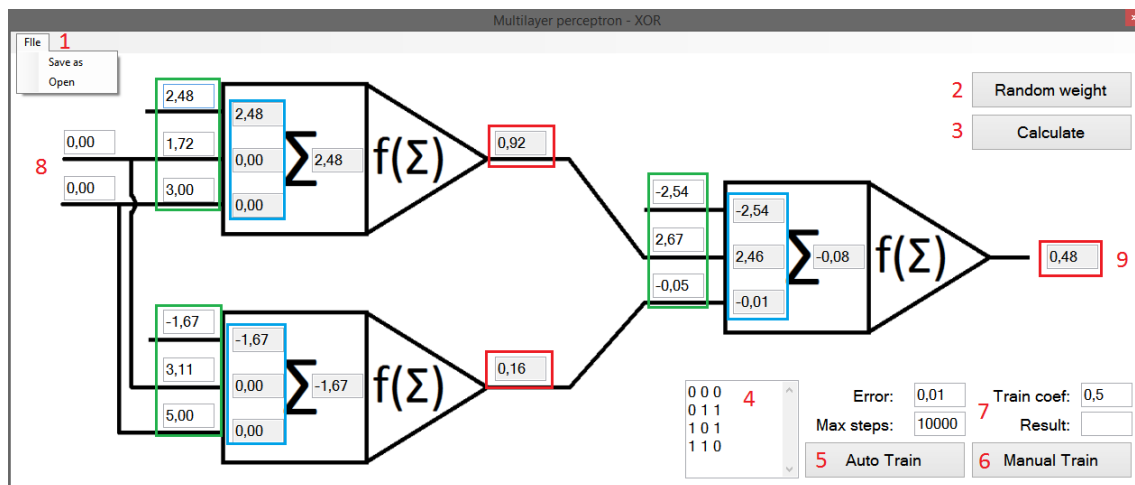 Multilayer perceptron - XOR
x
File 1
Save as
Open
2,48
2,48
2 Random weight
3 Calculate
0,00
1,72
0,00
Σ
2,48
f(Σ)
0,92
8
0,00
3,00
0,00
-2,54
-2,54
2,67
2,46
Σ
-0,08
f(Σ)
0,48
9
-0,05
-0,01
-1,67
-1,67
3,11
0,00
Σ
-1,67
f(Σ)
0,16
5,00
0,00
0 0 0
0 1 1
1 0 1
1 1 0
4
Error: 0,01
Train coef: 0,5
7
Max steps: 10000
Result:
5 Auto Train
6 Manual Train